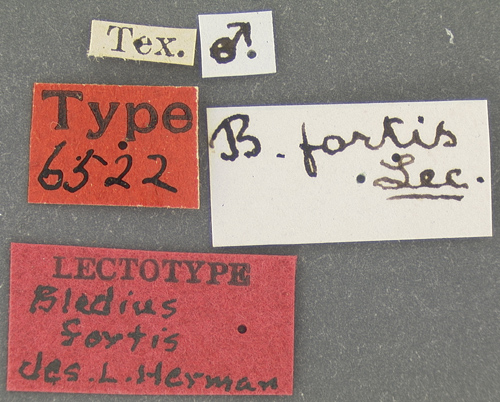 Tex.
♂.
Type
6522
B. fortis
Lec.
LECTOTYPE
Bledius
fortis
des. L. Herman